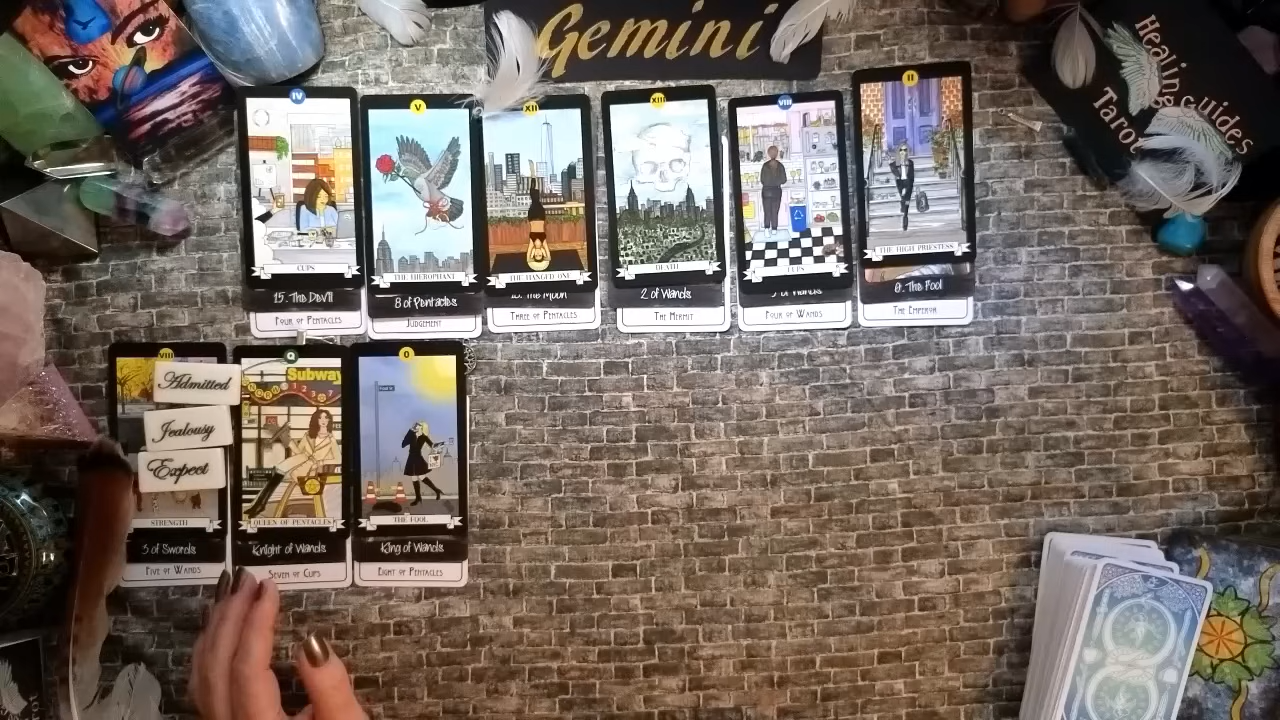 Gemini
Healing Guides
Tarot
IV
CUPS
15. The Devil
FOUR OF PENTACLES
V
THE HIEROPHANT
8 of Pentacles
JUDGEMENT
XII
THE HANGED ONE
THREE OF PENTACLES
XIII
DEATH
2 of Wands
THE HERMIT
VIII
CUPS
FOUR OF WANDS
II
THE HIGH PRIESTESS
0. The Fool
THE EMPEROR
VIII
Admitted
Jealousy
Expect
STRENGTH
FIVE OF WANDS
Q
Subway
QUEEN OF PENTACLES
Knight of Wands
SEVEN OF CUPS
0
THE FOOL
King of Wands
EIGHT OF PENTACLES
Tarot